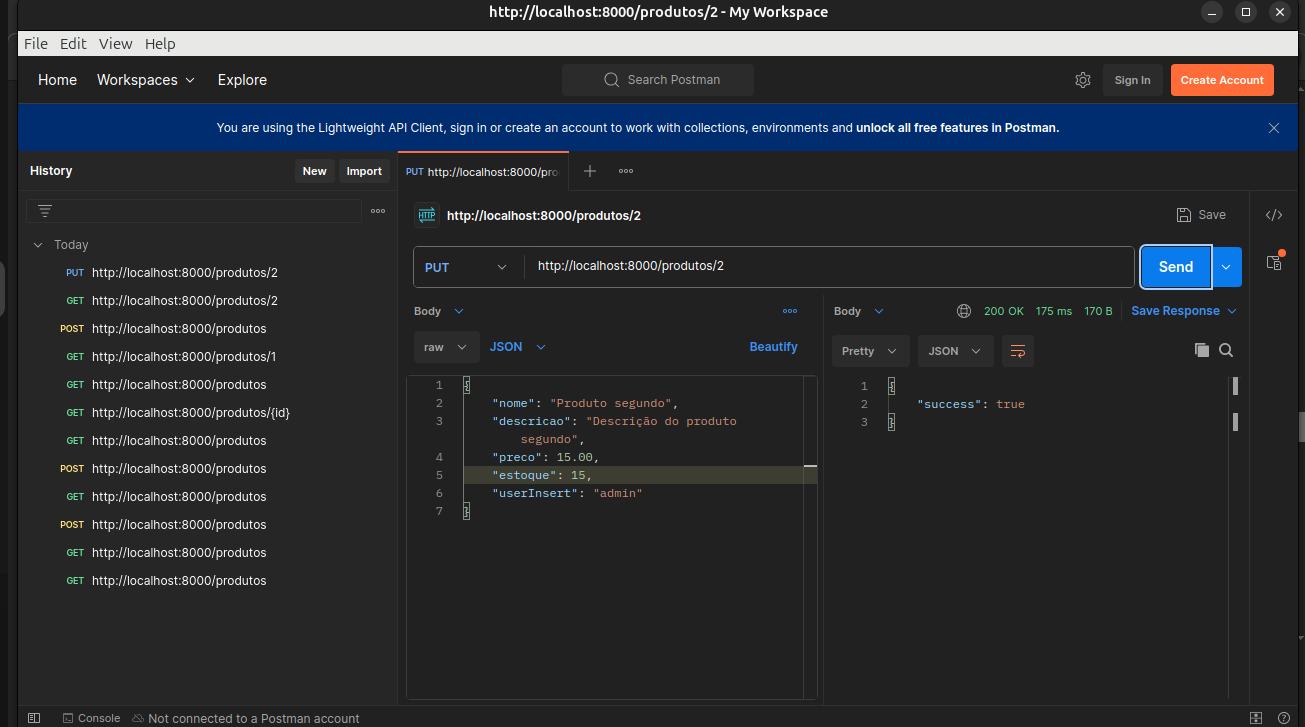 http://localhost:8000/produtos/2 - My Workspace
File Edit View Help
Home Workspaces Explore Search Postman Sign In Create Account
You are using the Lightweight API Client, sign in or create an account to work with collections, environments and unlock all free features in Postman.
History New Import
PUT http://localhost:8000/pro
HTTP http://localhost:8000/produtos/2 Save </>
Today
PUT http://localhost:8000/produtos/2
GET http://localhost:8000/produtos/2
POST http://localhost:8000/produtos
GET http://localhost:8000/produtos/1
GET http://localhost:8000/produtos
GET http://localhost:8000/produtos/{id}
GET http://localhost:8000/produtos
POST http://localhost:8000/produtos
GET http://localhost:8000/produtos
POST http://localhost:8000/produtos
GET http://localhost:8000/produtos
GET http://localhost:8000/produtos
PUT http://localhost:8000/produtos/2 Send
Body
raw JSON Beautify
1 {
2 "nome": "Produto segundo",
3 "descricao": "Descrição do produto
segundo",
4 "preco": 15.00,
5 "estoque": 15,
6 "userInsert": "admin"
7 }
Body 200 OK 175 ms 170 B Save Response
Pretty JSON
1 {
2 "success": true
3 }
Console Not connected to a Postman account